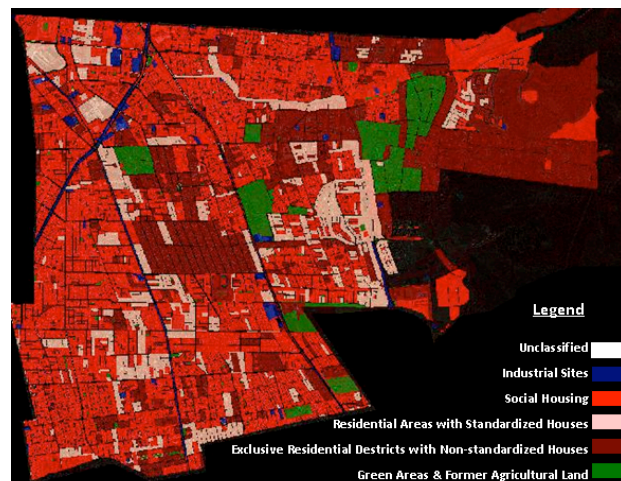 Legend
Unclassified
Industrial Sites
Social Housing
Residential Areas with Standardized Houses
Exclusive Residential Destricts with Non-standardized Houses
Green Areas & Former Agricultural Land